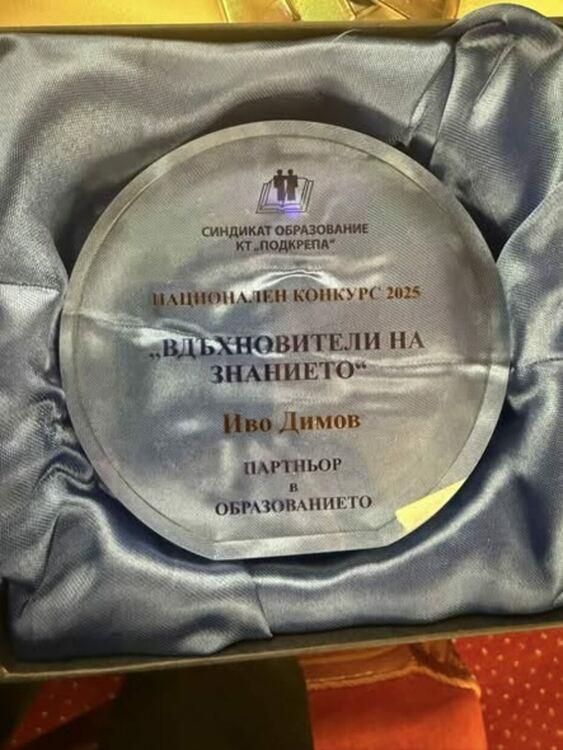 СИНДИКАТ ОБРАЗОВАНИЕ
КТ „ПОДКРЕПА“
НАЦИОНАЛЕН КОНКУРС 2025
„ВДЪХНОВИТЕЛИ НА
ЗНАНИЕТО“
Иво Димов
ПАРТНЬОР
в
ОБРАЗОВАНИЕТО